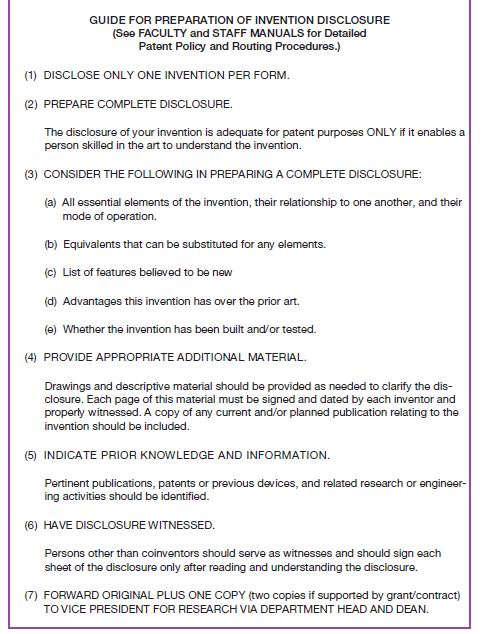 GUIDE FOR PREPARATION OF INVENTION DISCLOSURE
(See FACULTY and STAFF MANUALS for Detailed
Patent Policy and Routing Procedures.)
(1) DISCLOSE ONLY ONE INVENTION PER FORM.
(2) PREPARE COMPLETE DISCLOSURE.
The disclosure of your invention is adequate for patent purposes ONLY if it enables a
person skilled in the art to understand the invention.
(3) CONSIDER THE FOLLOWING IN PREPARING A COMPLETE DISCLOSURE:
(a) All essential elements of the invention, their relationship to one another, and their
mode of operation.
(b) Equivalents that can be substituted for any elements.
(c) List of features believed to be new
(d) Advantages this invention has over the prior art.
(e) Whether the invention has been built and/or tested.
(4) PROVIDE APPROPRIATE ADDITIONAL MATERIAL.
Drawings and descriptive material should be provided as needed to clarify the dis-
closure. Each page of this material must be signed and dated by each inventor and
properly witnessed. A copy of any current and/or planned publication relating to the
invention should be included.
(5) INDICATE PRIOR KNOWLEDGE AND INFORMATION.
Pertinent publications, patents or previous devices, and related research or engineer-
ing activities should be identified.
(6) HAVE DISCLOSURE WITNESSED.
Persons other than coinventors should serve as witnesses and should sign each
sheet of the disclosure only after reading and understanding the disclosure.
(7) FORWARD ORIGINAL PLUS ONE COPY (two copies if supported by grant/contract)
TO VICE PRESIDENT FOR RESEARCH VIA DEPARTMENT HEAD AND DEAN.